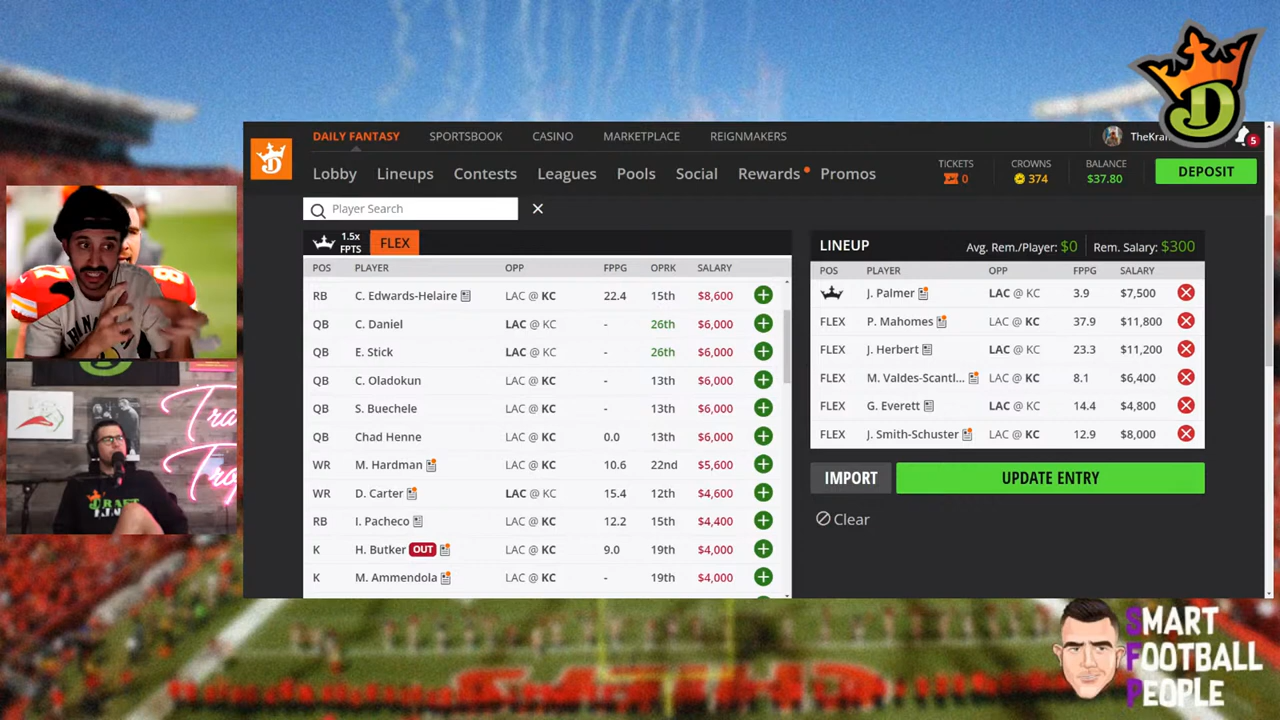 DAILY FANTASY SPORTSBOOK CASINO MARKETPLACE REIGNMAKERS
5
Lobby Lineups Contests Leagues Pools Social Rewards Promos
TICKETS CROWNS BALANCE
0 374 $37.80
DEPOSIT
Player Search
1.5x FPTS FLEX
POS PLAYER OPP FPPG OPRK SALARY
RB C. Edwards-Helaire LAC @ KC 22.4 15th $8,600
QB C. Daniel LAC @ KC - 26th $6,000
QB E. Stick LAC @ KC - 26th $6,000
QB C. Oladokun LAC @ KC - 13th $6,000
QB S. Buechele LAC @ KC - 13th $6,000
QB Chad Henne LAC @ KC 0.0 13th $6,000
WR M. Hardman LAC @ KC 10.6 22nd $5,600
WR D. Carter LAC @ KC 15.4 12th $4,600
RB I. Pacheco LAC @ KC 12.2 15th $4,400
K H. Butker OUT LAC @ KC 9.0 19th $4,000
K M. Ammendola LAC @ KC - 19th $4,000
LINEUP Avg. Rem./Player: $0 Rem. Salary: $300
POS PLAYER OPP FPPG SALARY
J. Palmer LAC @ KC 3.9 $7,500
FLEX P. Mahomes LAC @ KC 37.9 $11,800
FLEX J. Herbert LAC @ KC 23.3 $11,200
FLEX M. Valdes-Scantl... LAC @ KC 8.1 $6,400
FLEX G. Everett LAC @ KC 14.4 $4,800
FLEX J. Smith-Schuster LAC @ KC 12.9 $8,000
IMPORT UPDATE ENTRY
Clear
CHIEFS
SMART
FOOTBALL
PEOPLE